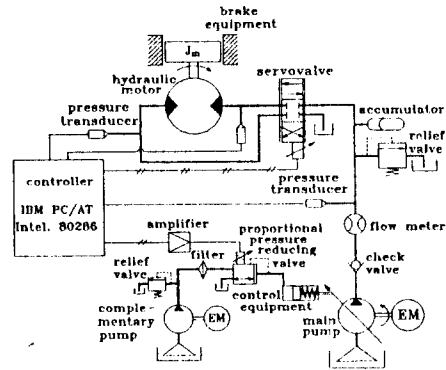 brake
equipment
Jm
hydraulic
motor
servovalve
pressure
transducer
accumulator
relief
valve
controller
IBM PC/AT
Intel. 80286
pressure
transducer
amplifier
proportional
pressure
reducing
valve
flow meter
relief
valve
filter
check
valve
control
equipment
comple-
mentary
pump
EM
main
pump
EM